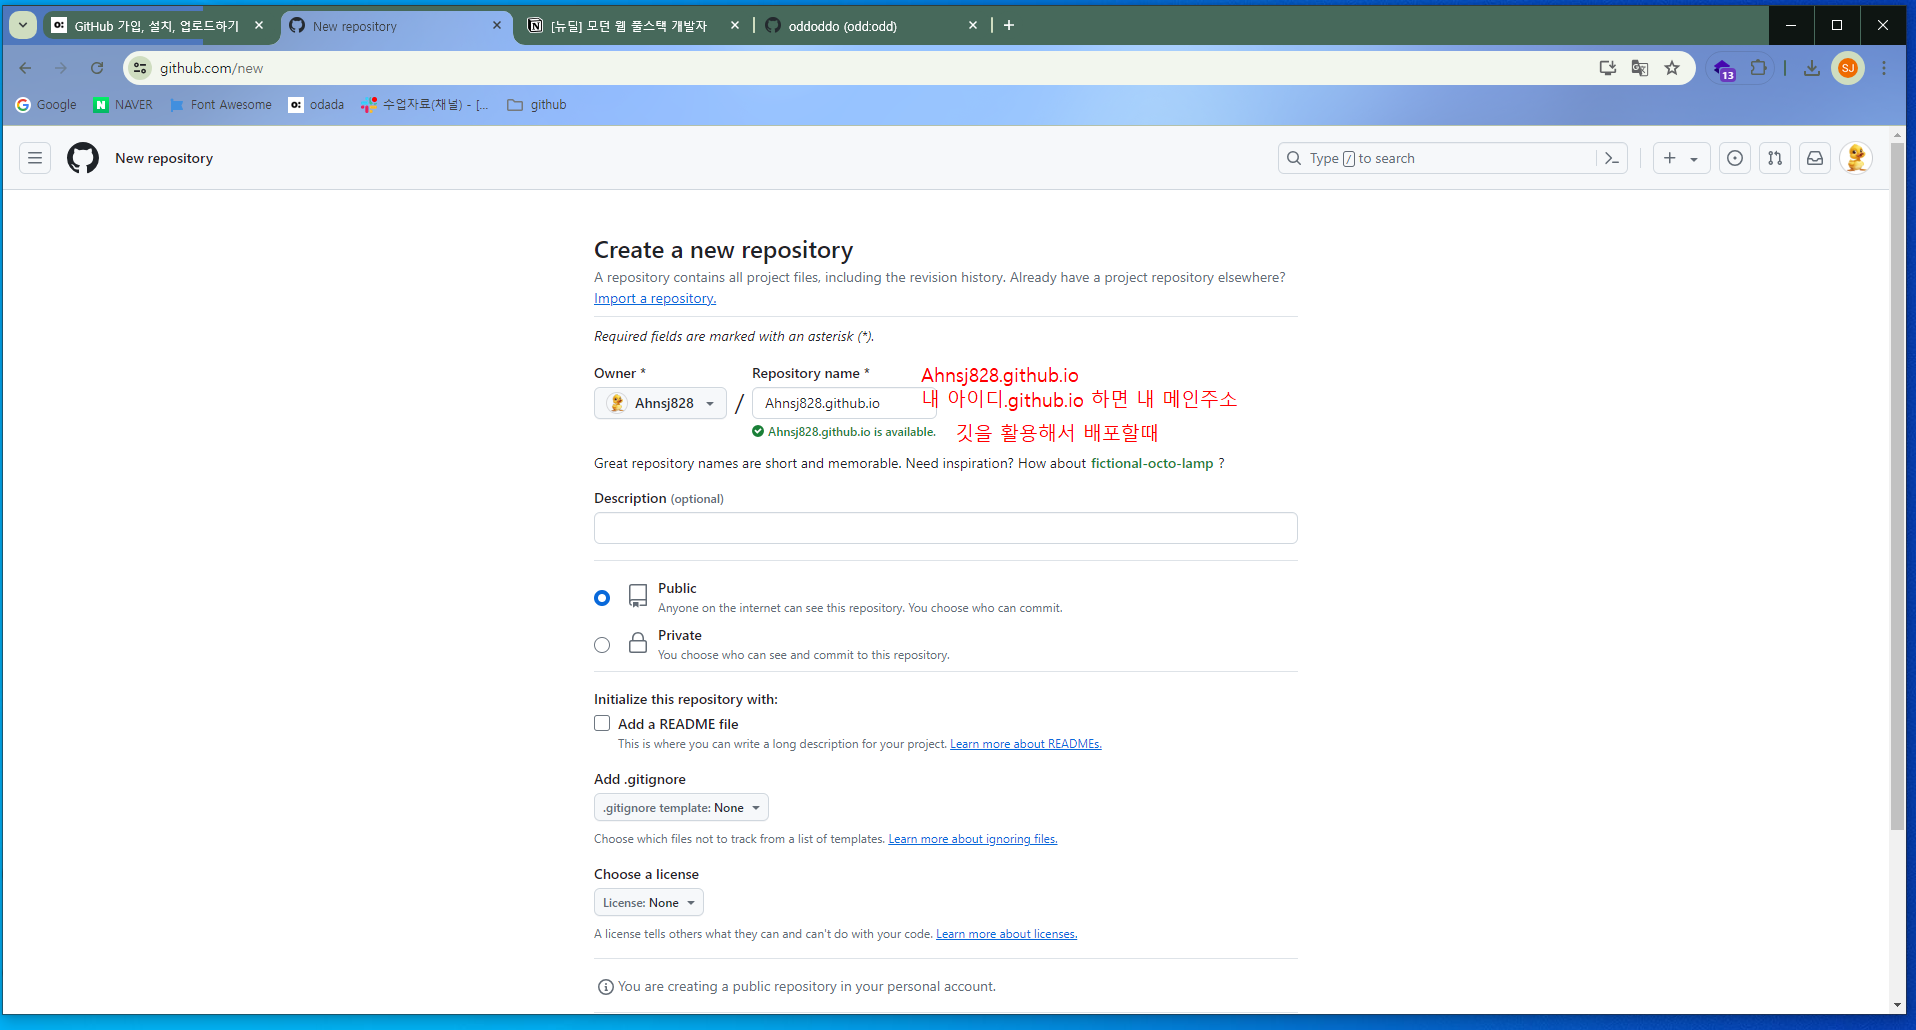 GitHub 가입, 설치, 업로드하기
New repository
[뉴딜] 모던 웹 풀스택 개발자
oddoddo (odd:odd)
github.com/new
13
SJ
Google
NAVER
Font Awesome
odada
수업자료(채널) - [...
github
New repository
Type / to search
Create a new repository
A repository contains all project files, including the revision history. Already have a project repository elsewhere?
Import a repository.
Required fields are marked with an asterisk (*).
Owner *
Repository name *
Ahnsj828.github.io
Ahnsj828
/
Ahnsj828.github.io
내 아이디.github.io 하면 내 메인주소
Ahnsj828.github.io is available.
깃을 활용해서 배포할때
Great repository names are short and memorable. Need inspiration? How about fictional-octo-lamp ?
Description (optional)
Public
Anyone on the internet can see this repository. You choose who can commit.
Private
You choose who can see and commit to this repository.
Initialize this repository with:
Add a README file
This is where you can write a long description for your project. Learn more about READMEs.
Add .gitignore
.gitignore template: None
Choose which files not to track from a list of templates. Learn more about ignoring files.
Choose a license
License: None
A license tells others what they can and can't do with your code. Learn more about licenses.
You are creating a public repository in your personal account.